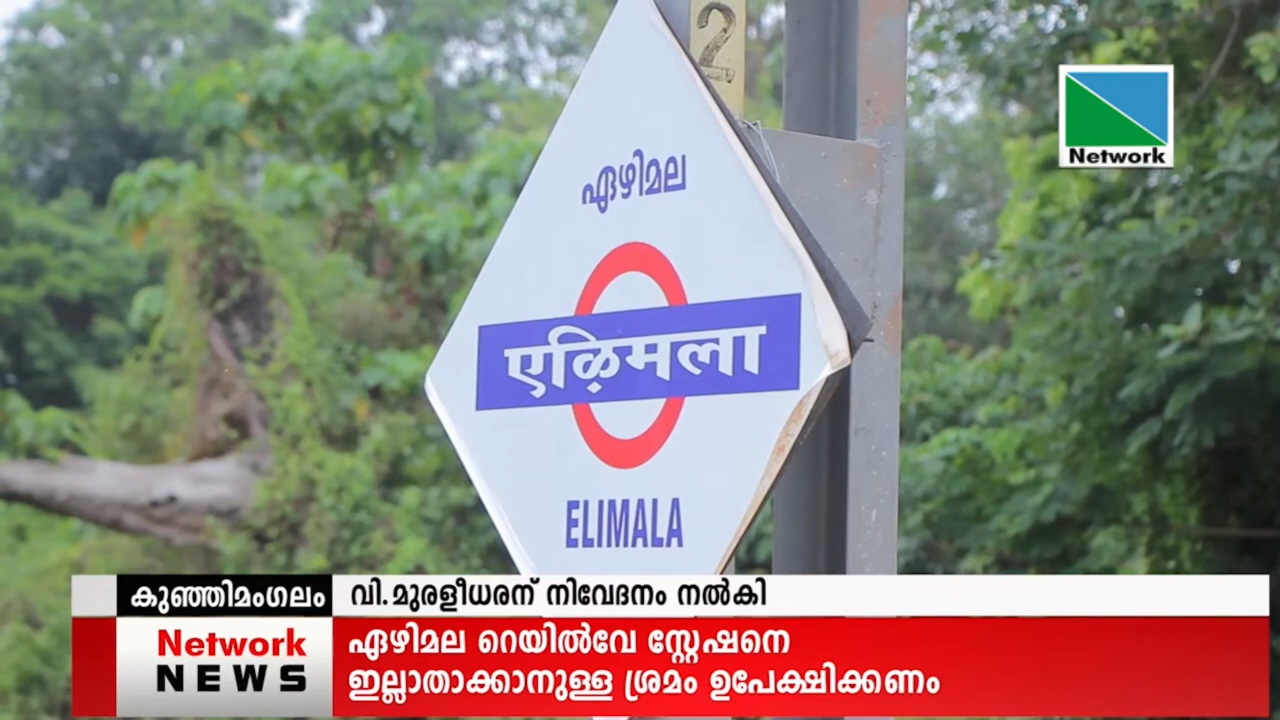 2
Network
ഏഴിമല
एऴिमला
ELIMALA
കുഞ്ഞിമംഗലം
വി.മുരളീധരന് നിവേദനം നൽകി
Network
NEWS
ഏഴിമല റെയിൽവേ സ്റ്റേഷനെ
ഇല്ലാതാക്കാനുള്ള ശ്രമം ഉപേക്ഷിക്കണം